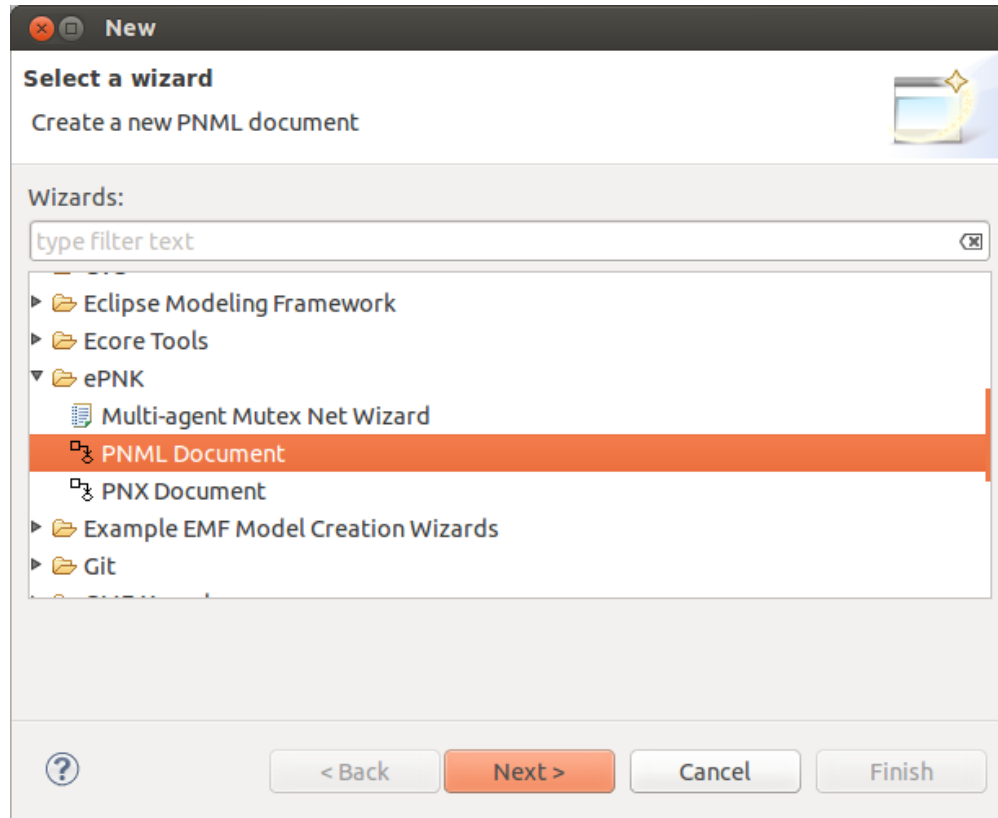 New
Select a wizard
Create a new PNML document
Wizards:
type filter text
Eclipse Modeling Framework
Ecore Tools
ePNK
Multi-agent Mutex Net Wizard
PNML Document
PNX Document
Example EMF Model Creation Wizards
Git
< Back Next > Cancel Finish